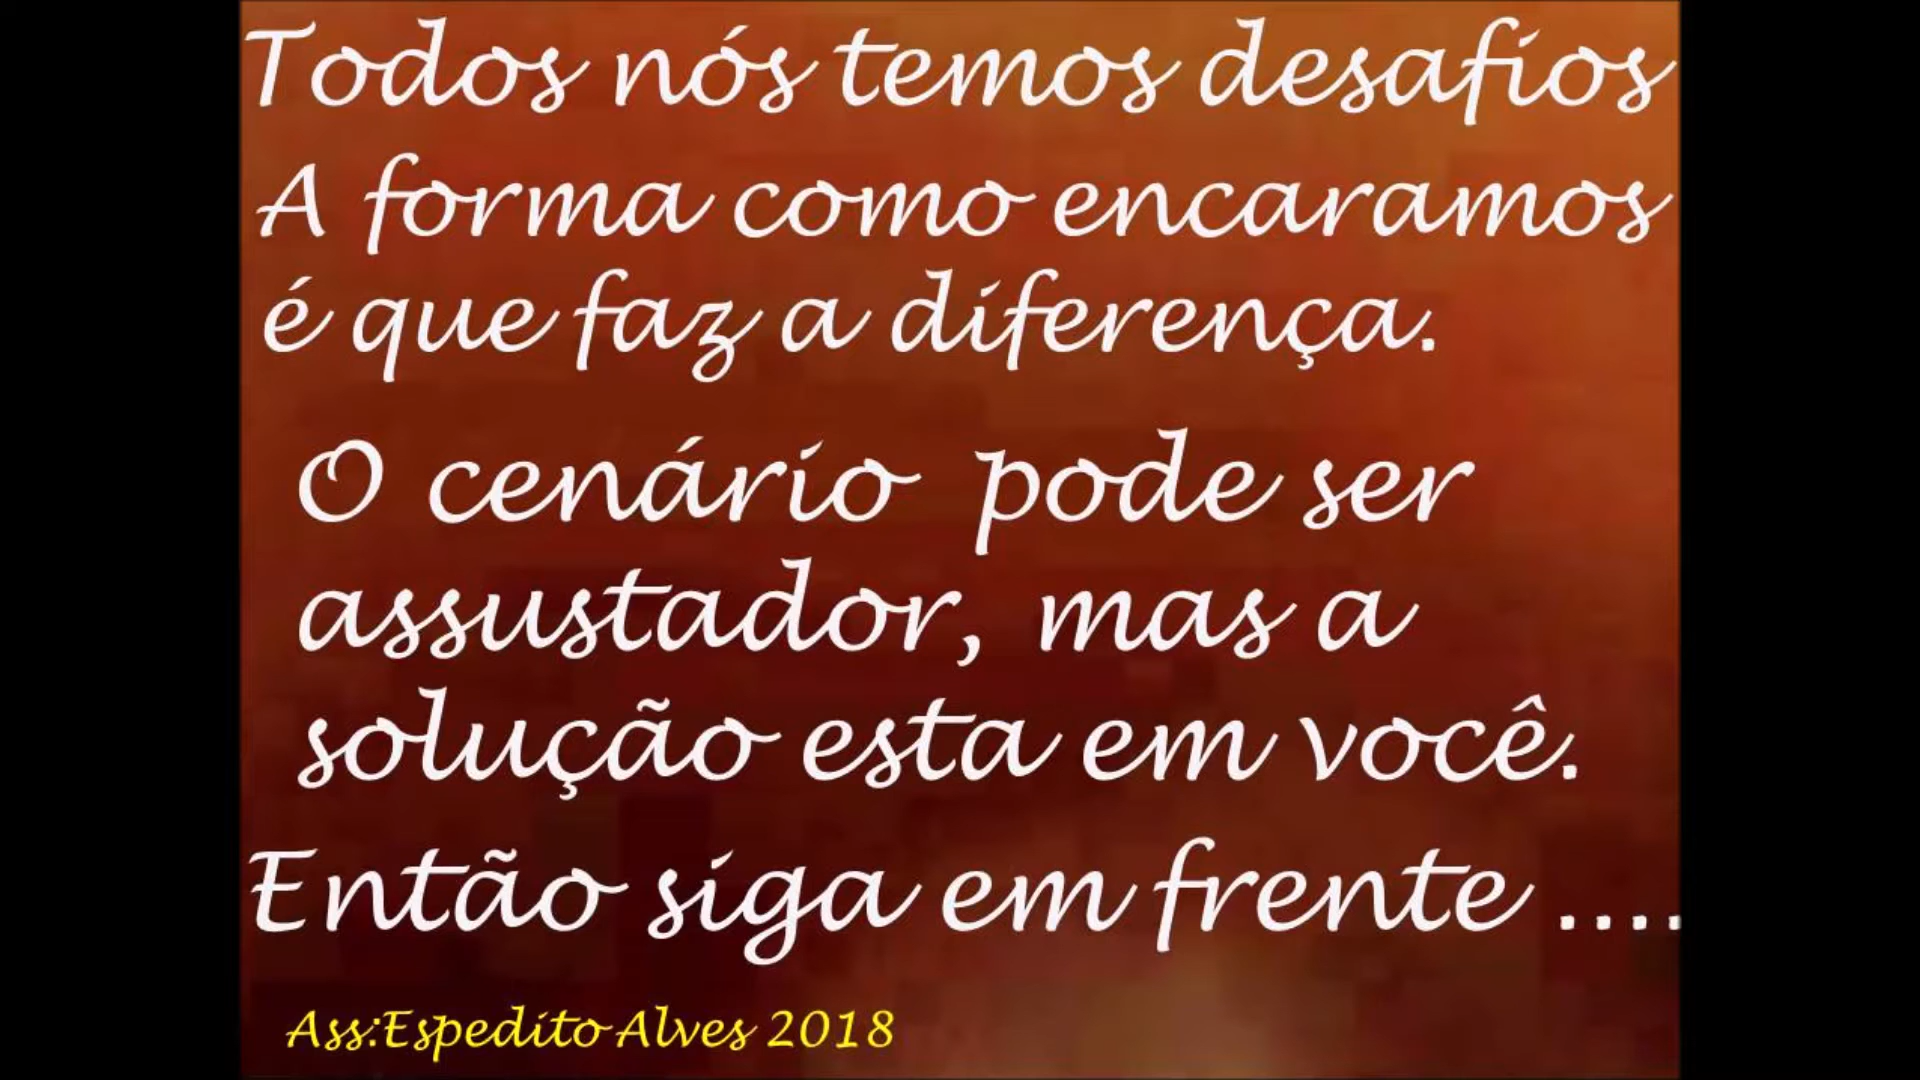 Todos nós temos desafios
A forma como encaramos
é que faz a diferença.
O cenário pode ser
assustador, mas a
solução esta em você.
Então siga em frente ....
Ass:Espedito Alves 2018